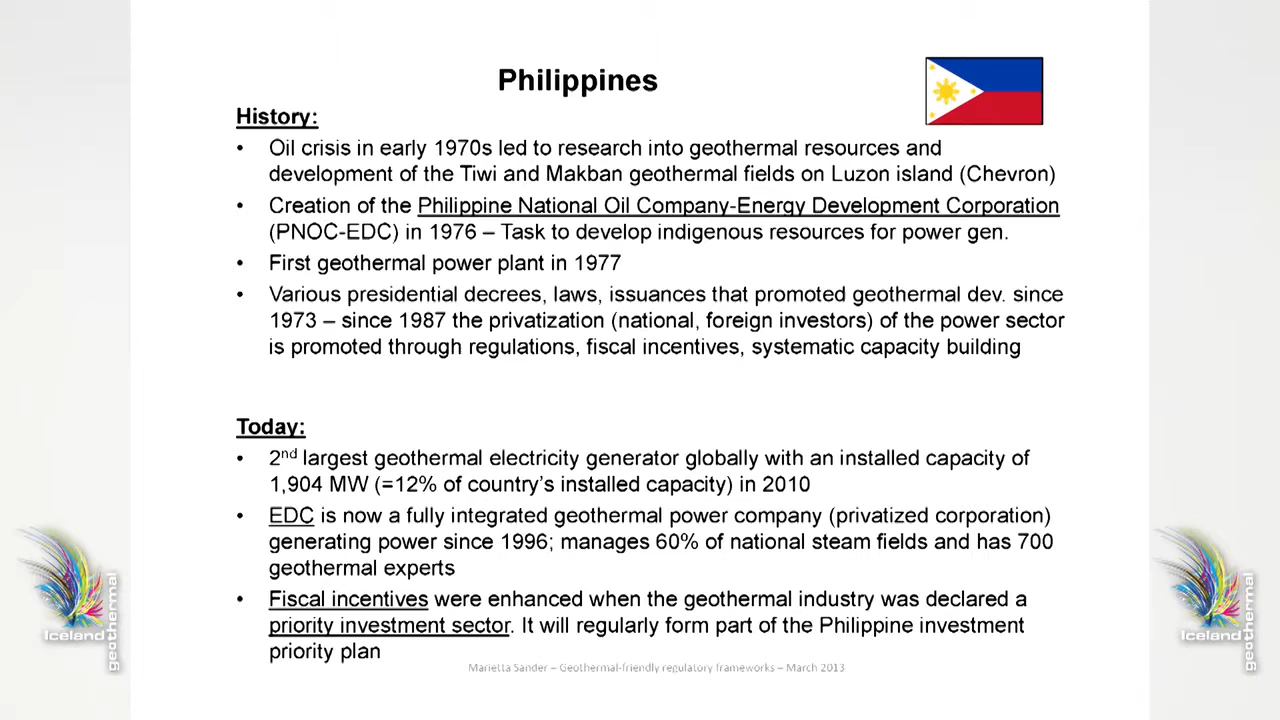 Philippines
History:
• Oil crisis in early 1970s led to research into geothermal resources and
development of the Tiwi and Makban geothermal fields on Luzon island (Chevron)
• Creation of the Philippine National Oil Company-Energy Development Corporation
(PNOC-EDC) in 1976 – Task to develop indigenous resources for power gen.
• First geothermal power plant in 1977
• Various presidential decrees, laws, issuances that promoted geothermal dev. since
1973 – since 1987 the privatization (national, foreign investors) of the power sector
is promoted through regulations, fiscal incentives, systematic capacity building
Today:
• 2nd largest geothermal electricity generator globally with an installed capacity of
1,904 MW (=12% of country's installed capacity) in 2010
• EDC is now a fully integrated geothermal power company (privatized corporation)
generating power since 1996; manages 60% of national steam fields and has 700
geothermal experts
• Fiscal incentives were enhanced when the geothermal industry was declared a
priority investment sector. It will regularly form part of the Philippine investment
priority plan
Marietta Sander – Geothermal-friendly regulatory frameworks – March 2013
Iceland
geothermal
Iceland
geothermal